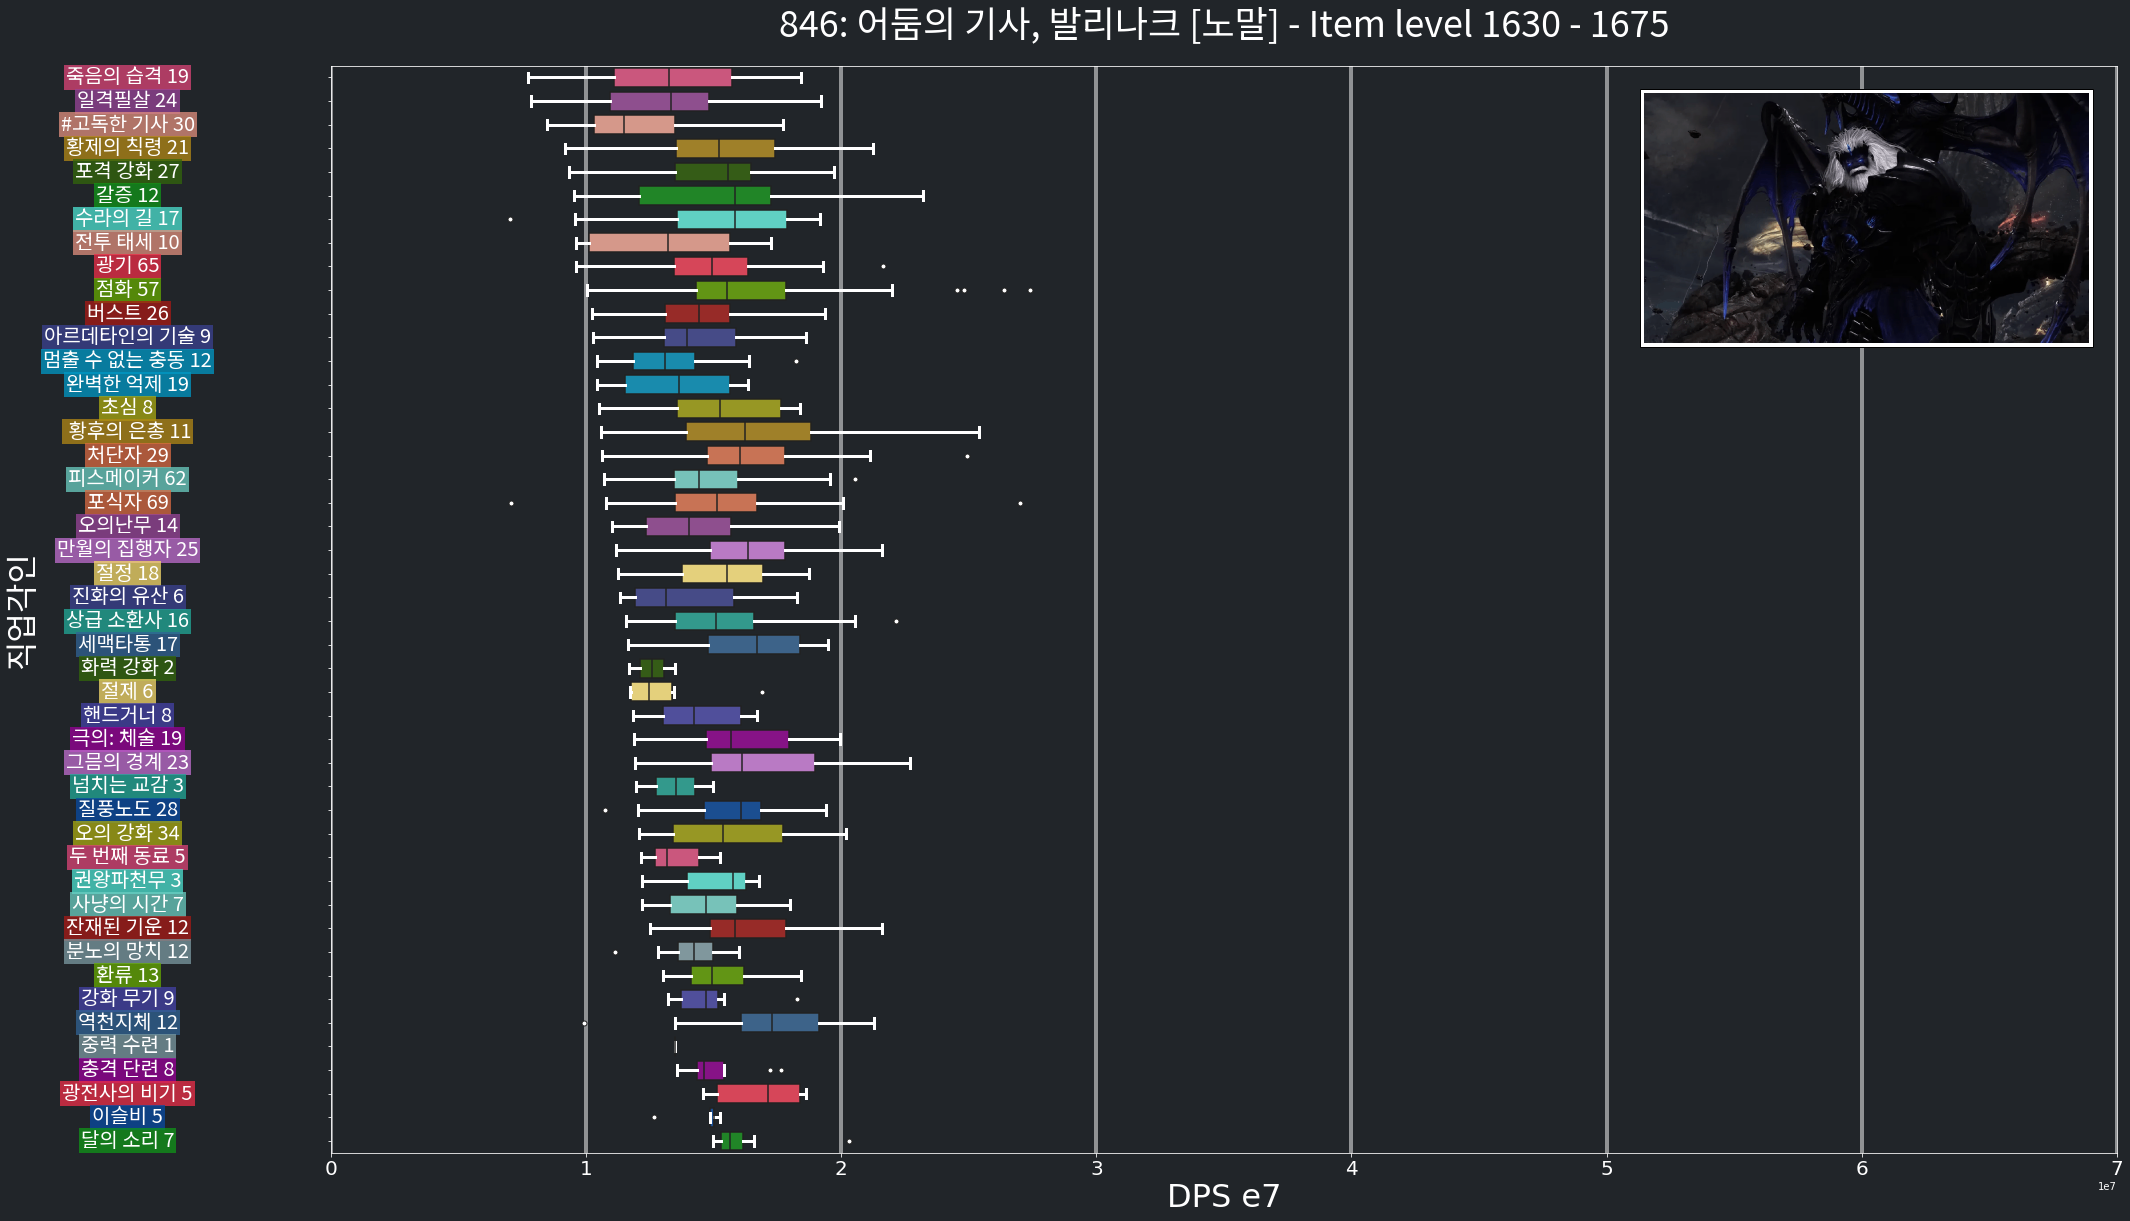 846: 어둠의 기사, 발리나크 [노말] - Item level 1630 - 1675
죽음의 습격 19
일격필살 24
#고독한 기사 30
황제의 칙령 21
포격 강화 27
갈증 12
수라의 길 17
전투 태세 10
광기 65
점화 57
버스트 26
아르데타인의 기술 9
멈출 수 없는 충동 12
완벽한 억제 19
초심 8
황후의 은총 11
처단자 29
피스메이커 62
포식자 69
오의난무 14
만월의 집행자 25
절정 18
진화의 유산 6
상급 소환사 16
세맥타통 17
화력 강화 2
절제 6
핸드거너 8
극의: 체술 19
그믐의 경계 23
넘치는 교감 3
질풍노도 28
오의 강화 34
두 번째 동료 5
권왕파천무 3
사냥의 시간 7
잔재된 기운 12
분노의 망치 12
환류 13
강화 무기 9
역천지체 12
중력 수련 1
충격 단련 8
광전사의 비기 5
이슬비 5
달의 소리 7
직업각인
0 1 2 3 4 5 6 7
1e7
DPS e7